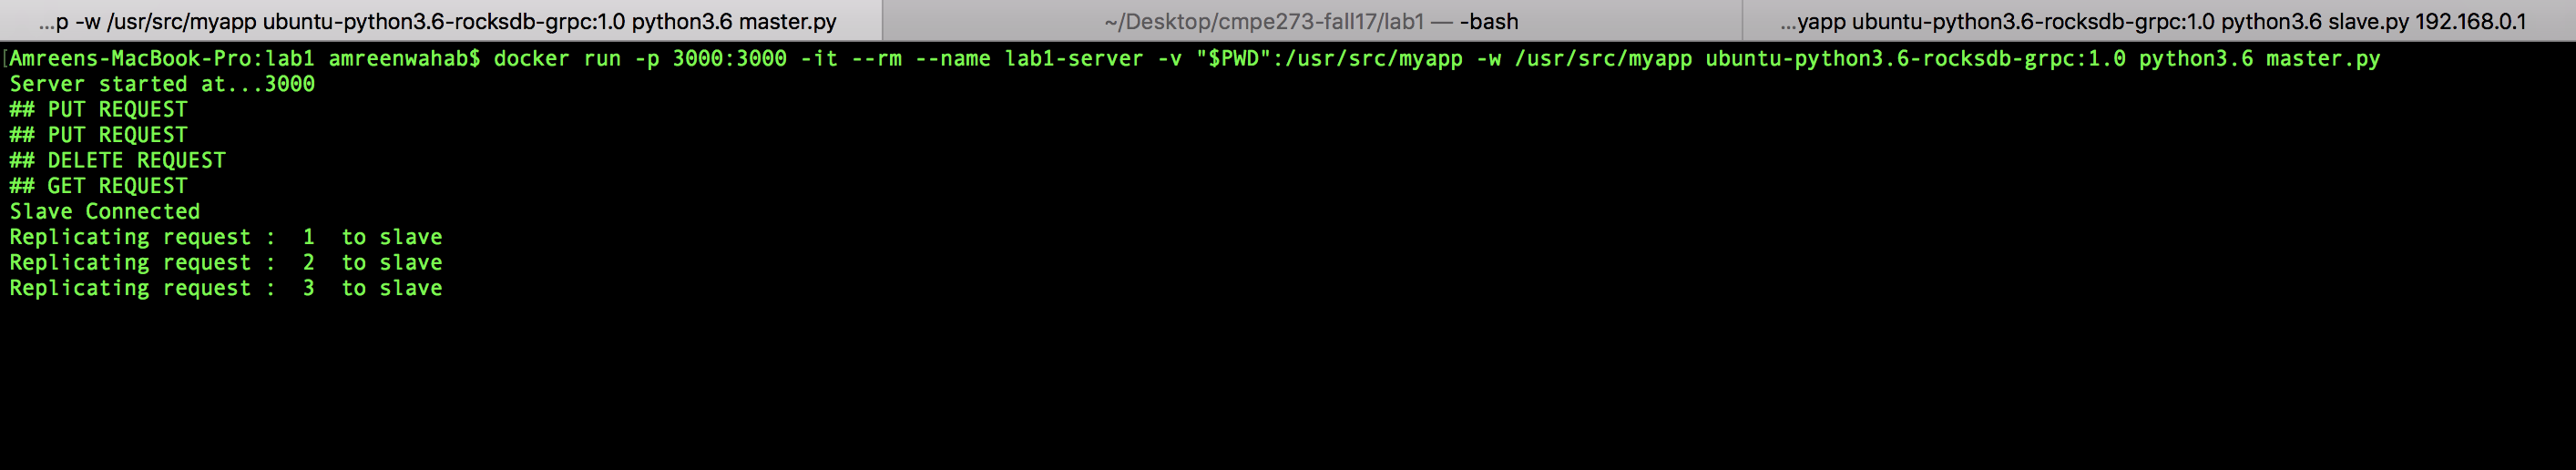 ...p -w /usr/src/myapp ubuntu-python3.6-rocksdb-grpc:1.0 python3.6 master.py
~/Desktop/cmpe273-fall17/lab1 — -bash
...yapp ubuntu-python3.6-rocksdb-grpc:1.0 python3.6 slave.py 192.168.0.1
[Amreens-MacBook-Pro:lab1 amreenwahab$ docker run -p 3000:3000 -it --rm --name lab1-server -v "$PWD":/usr/src/myapp -w /usr/src/myapp ubuntu-python3.6-rocksdb-grpc:1.0 python3.6 master.py
Server started at...3000
## PUT REQUEST
## PUT REQUEST
## DELETE REQUEST
## GET REQUEST
Slave Connected
Replicating request :  1  to slave
Replicating request :  2  to slave
Replicating request :  3  to slave